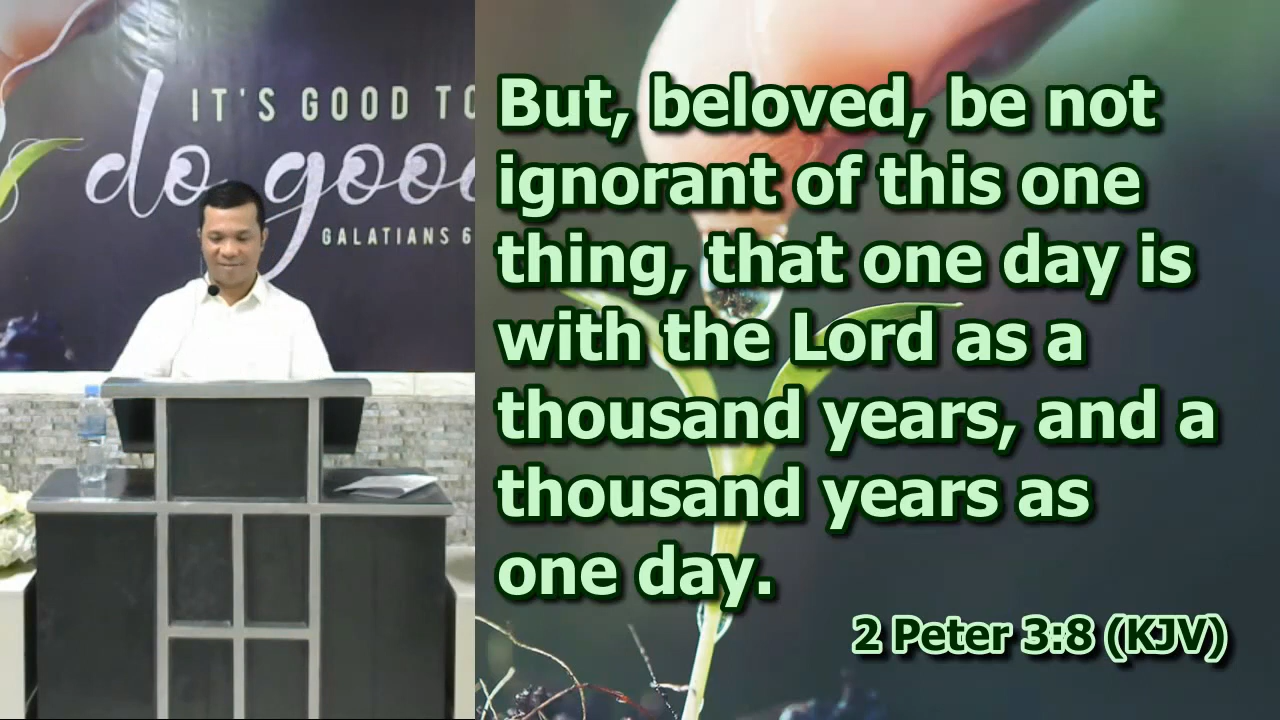 IT'S GOOD TO
do good
GALATIANS 6
But, beloved, be not
ignorant of this one
thing, that one day is
with the Lord as a
thousand years, and a
thousand years as
one day.
2 Peter 3:8 (KJV)